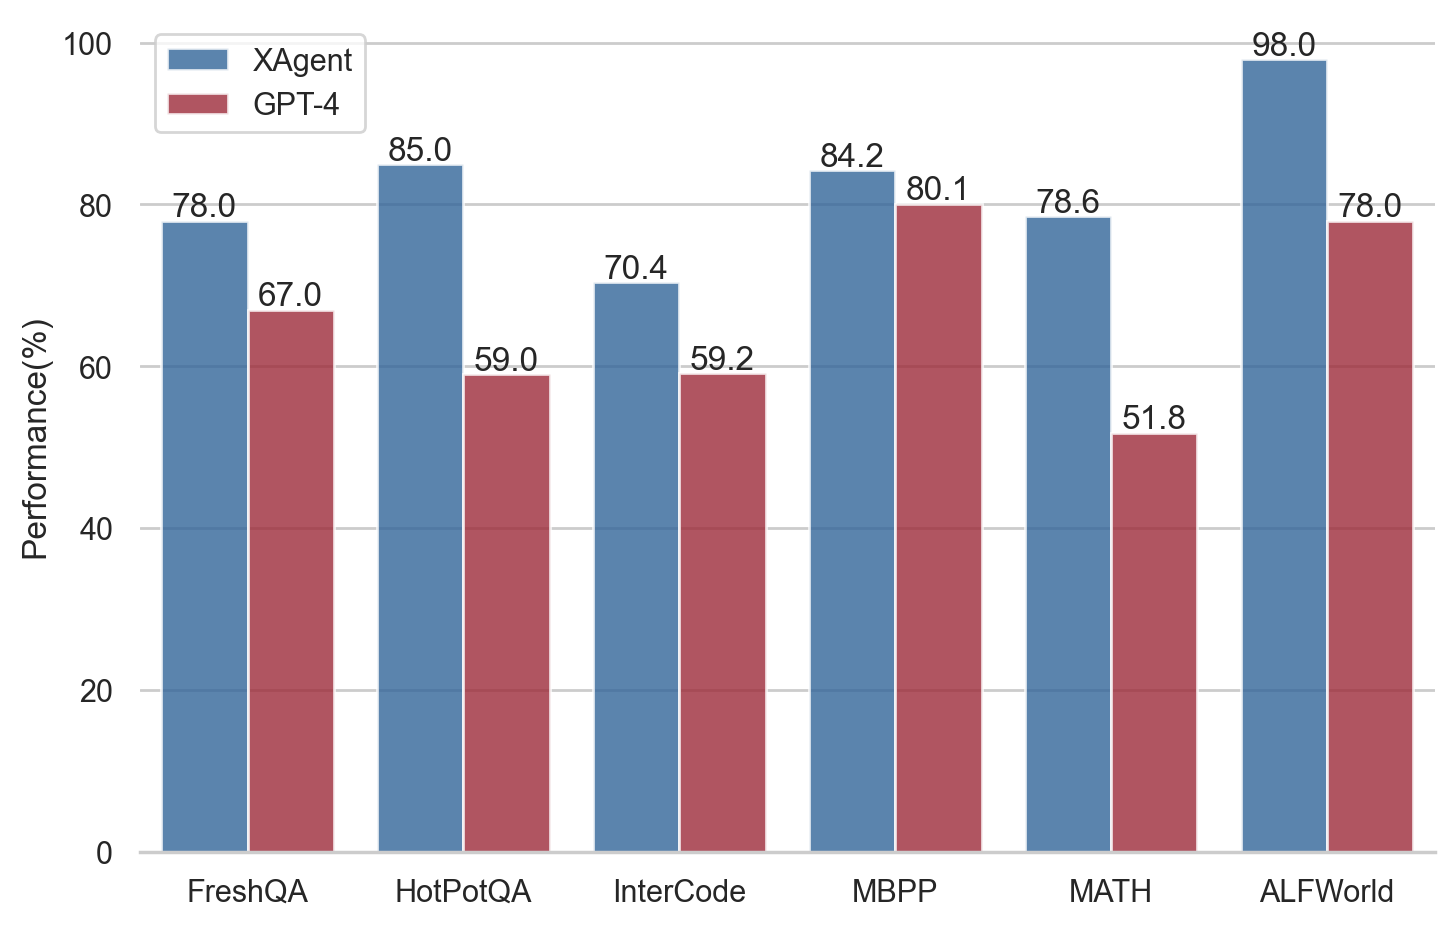 XAgent
GPT-4
Performance(%)
100
80
60
40
20
0
78.0
67.0
85.0
59.0
70.4
59.2
84.2
80.1
78.6
51.8
98.0
78.0
FreshQA
HotPotQA
InterCode
MBPP
MATH
ALFWorld